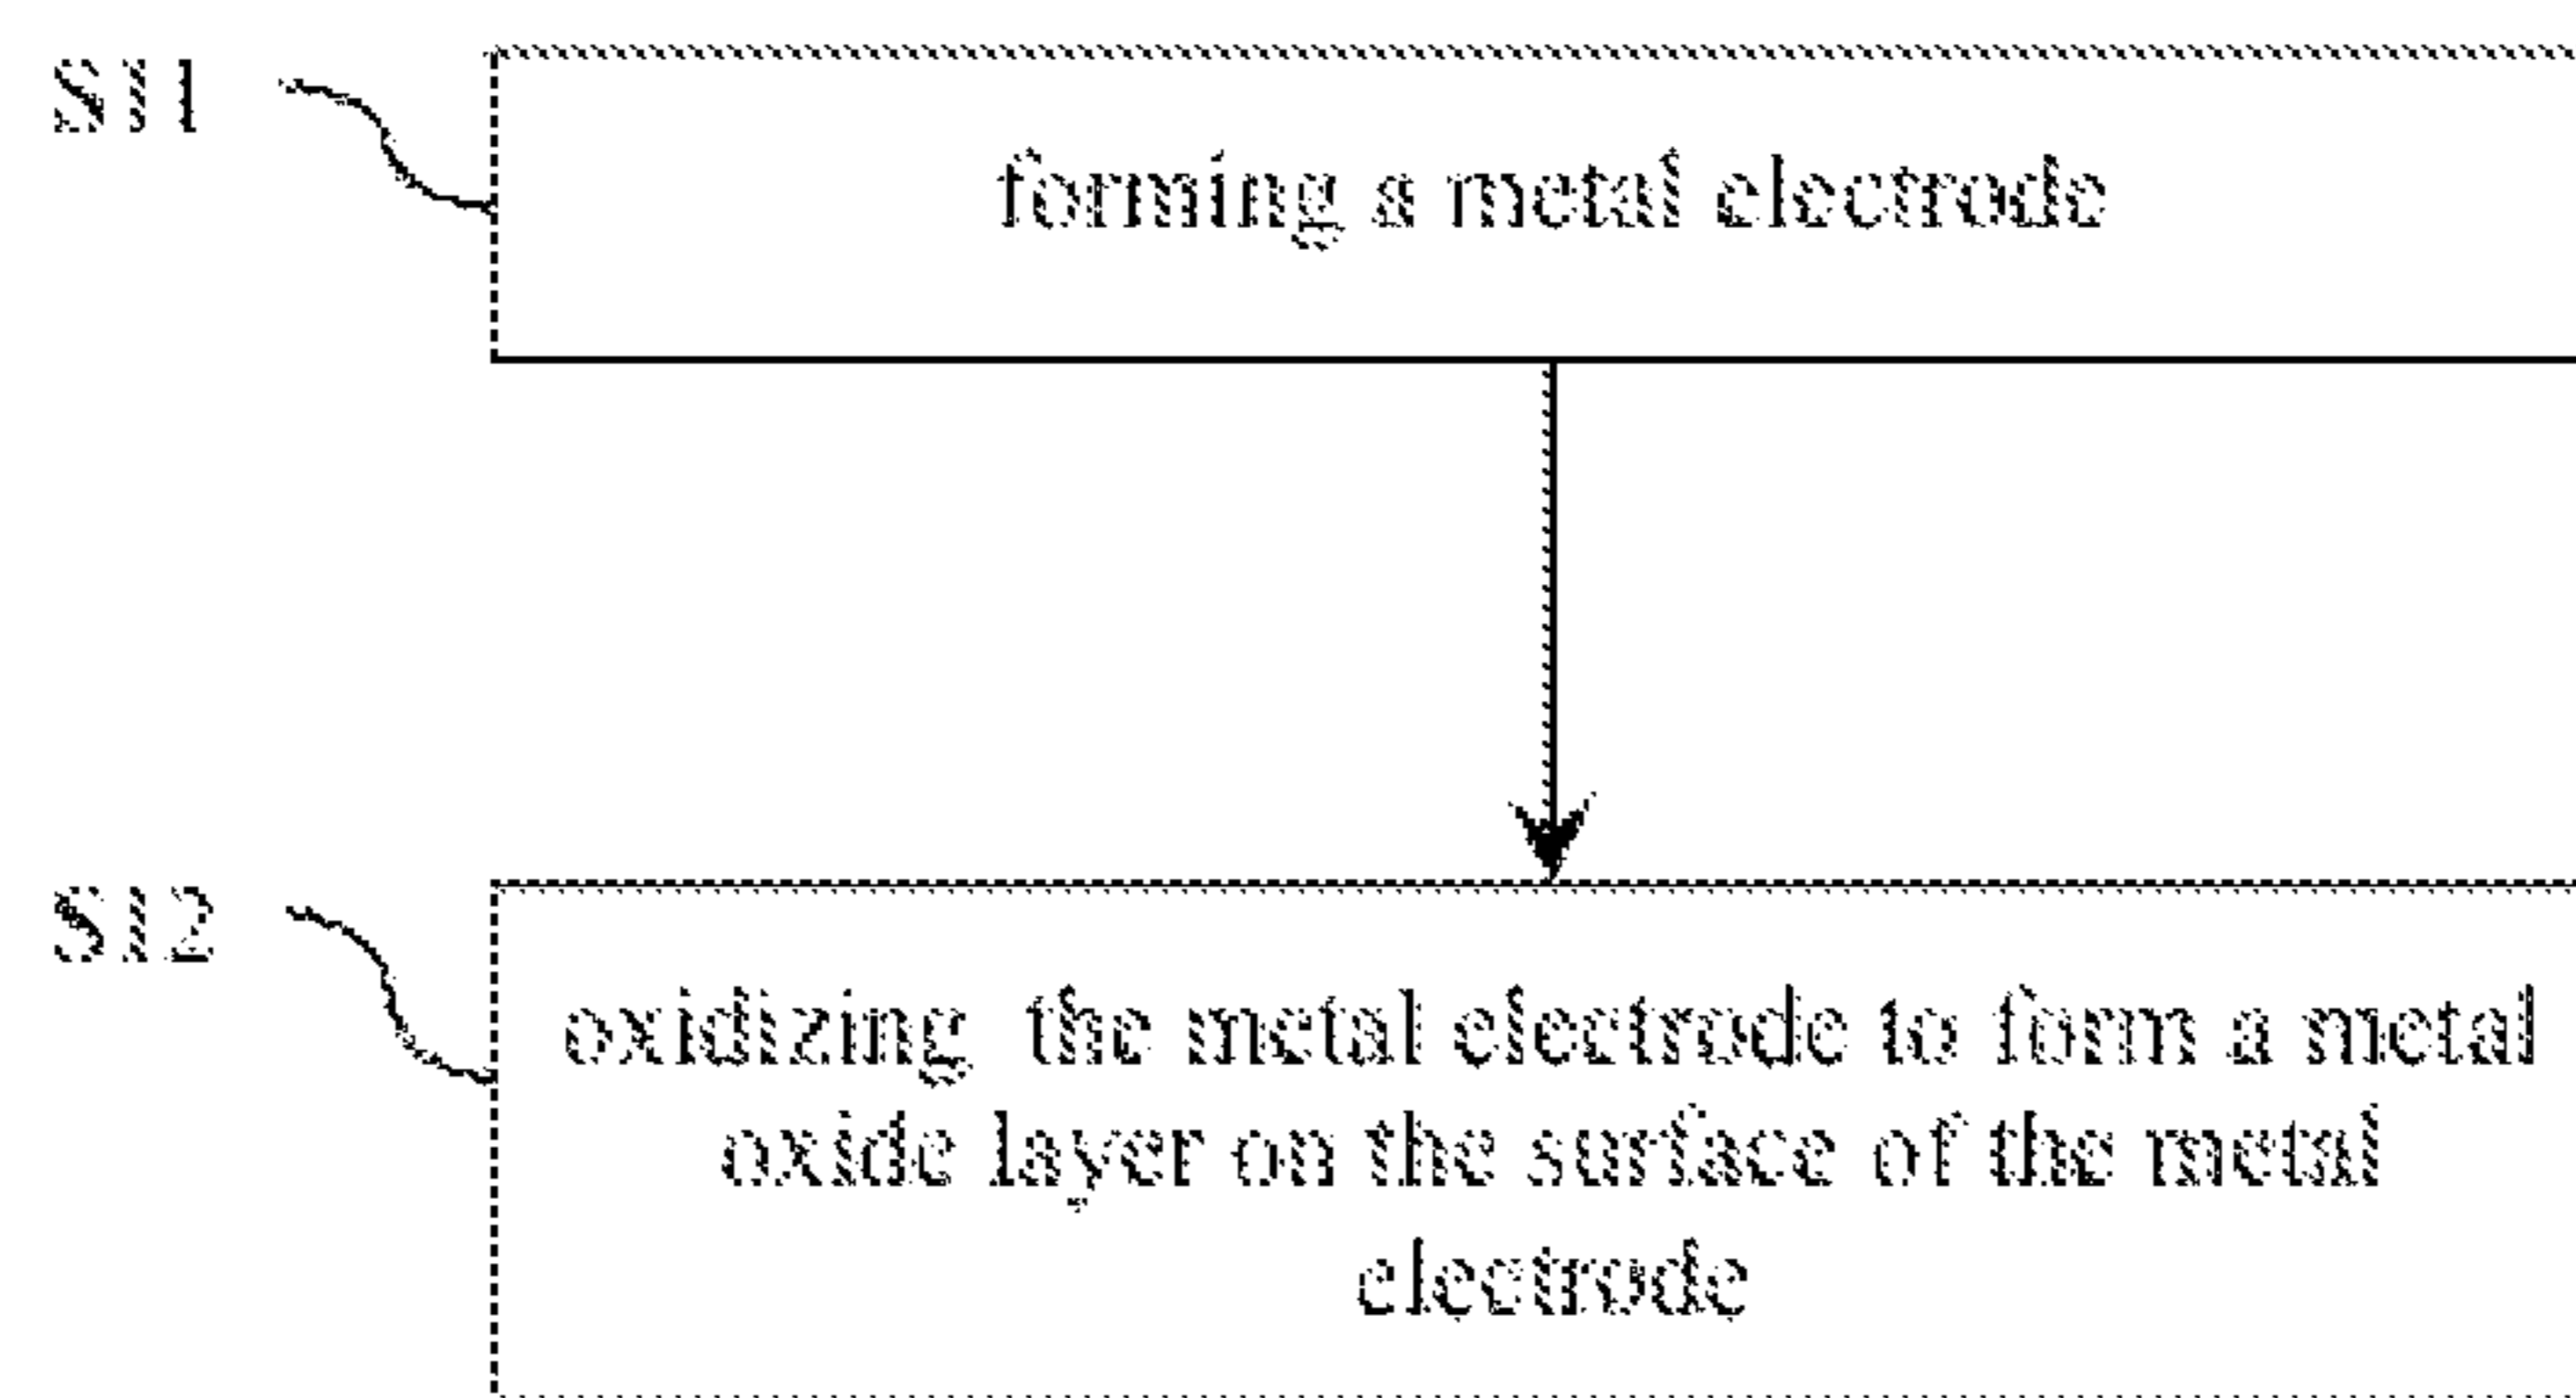 S11
forming a metal electrode
S12
oxidizing the metal electrode to form a metal
oxide layer on the surface of the metal
electrode